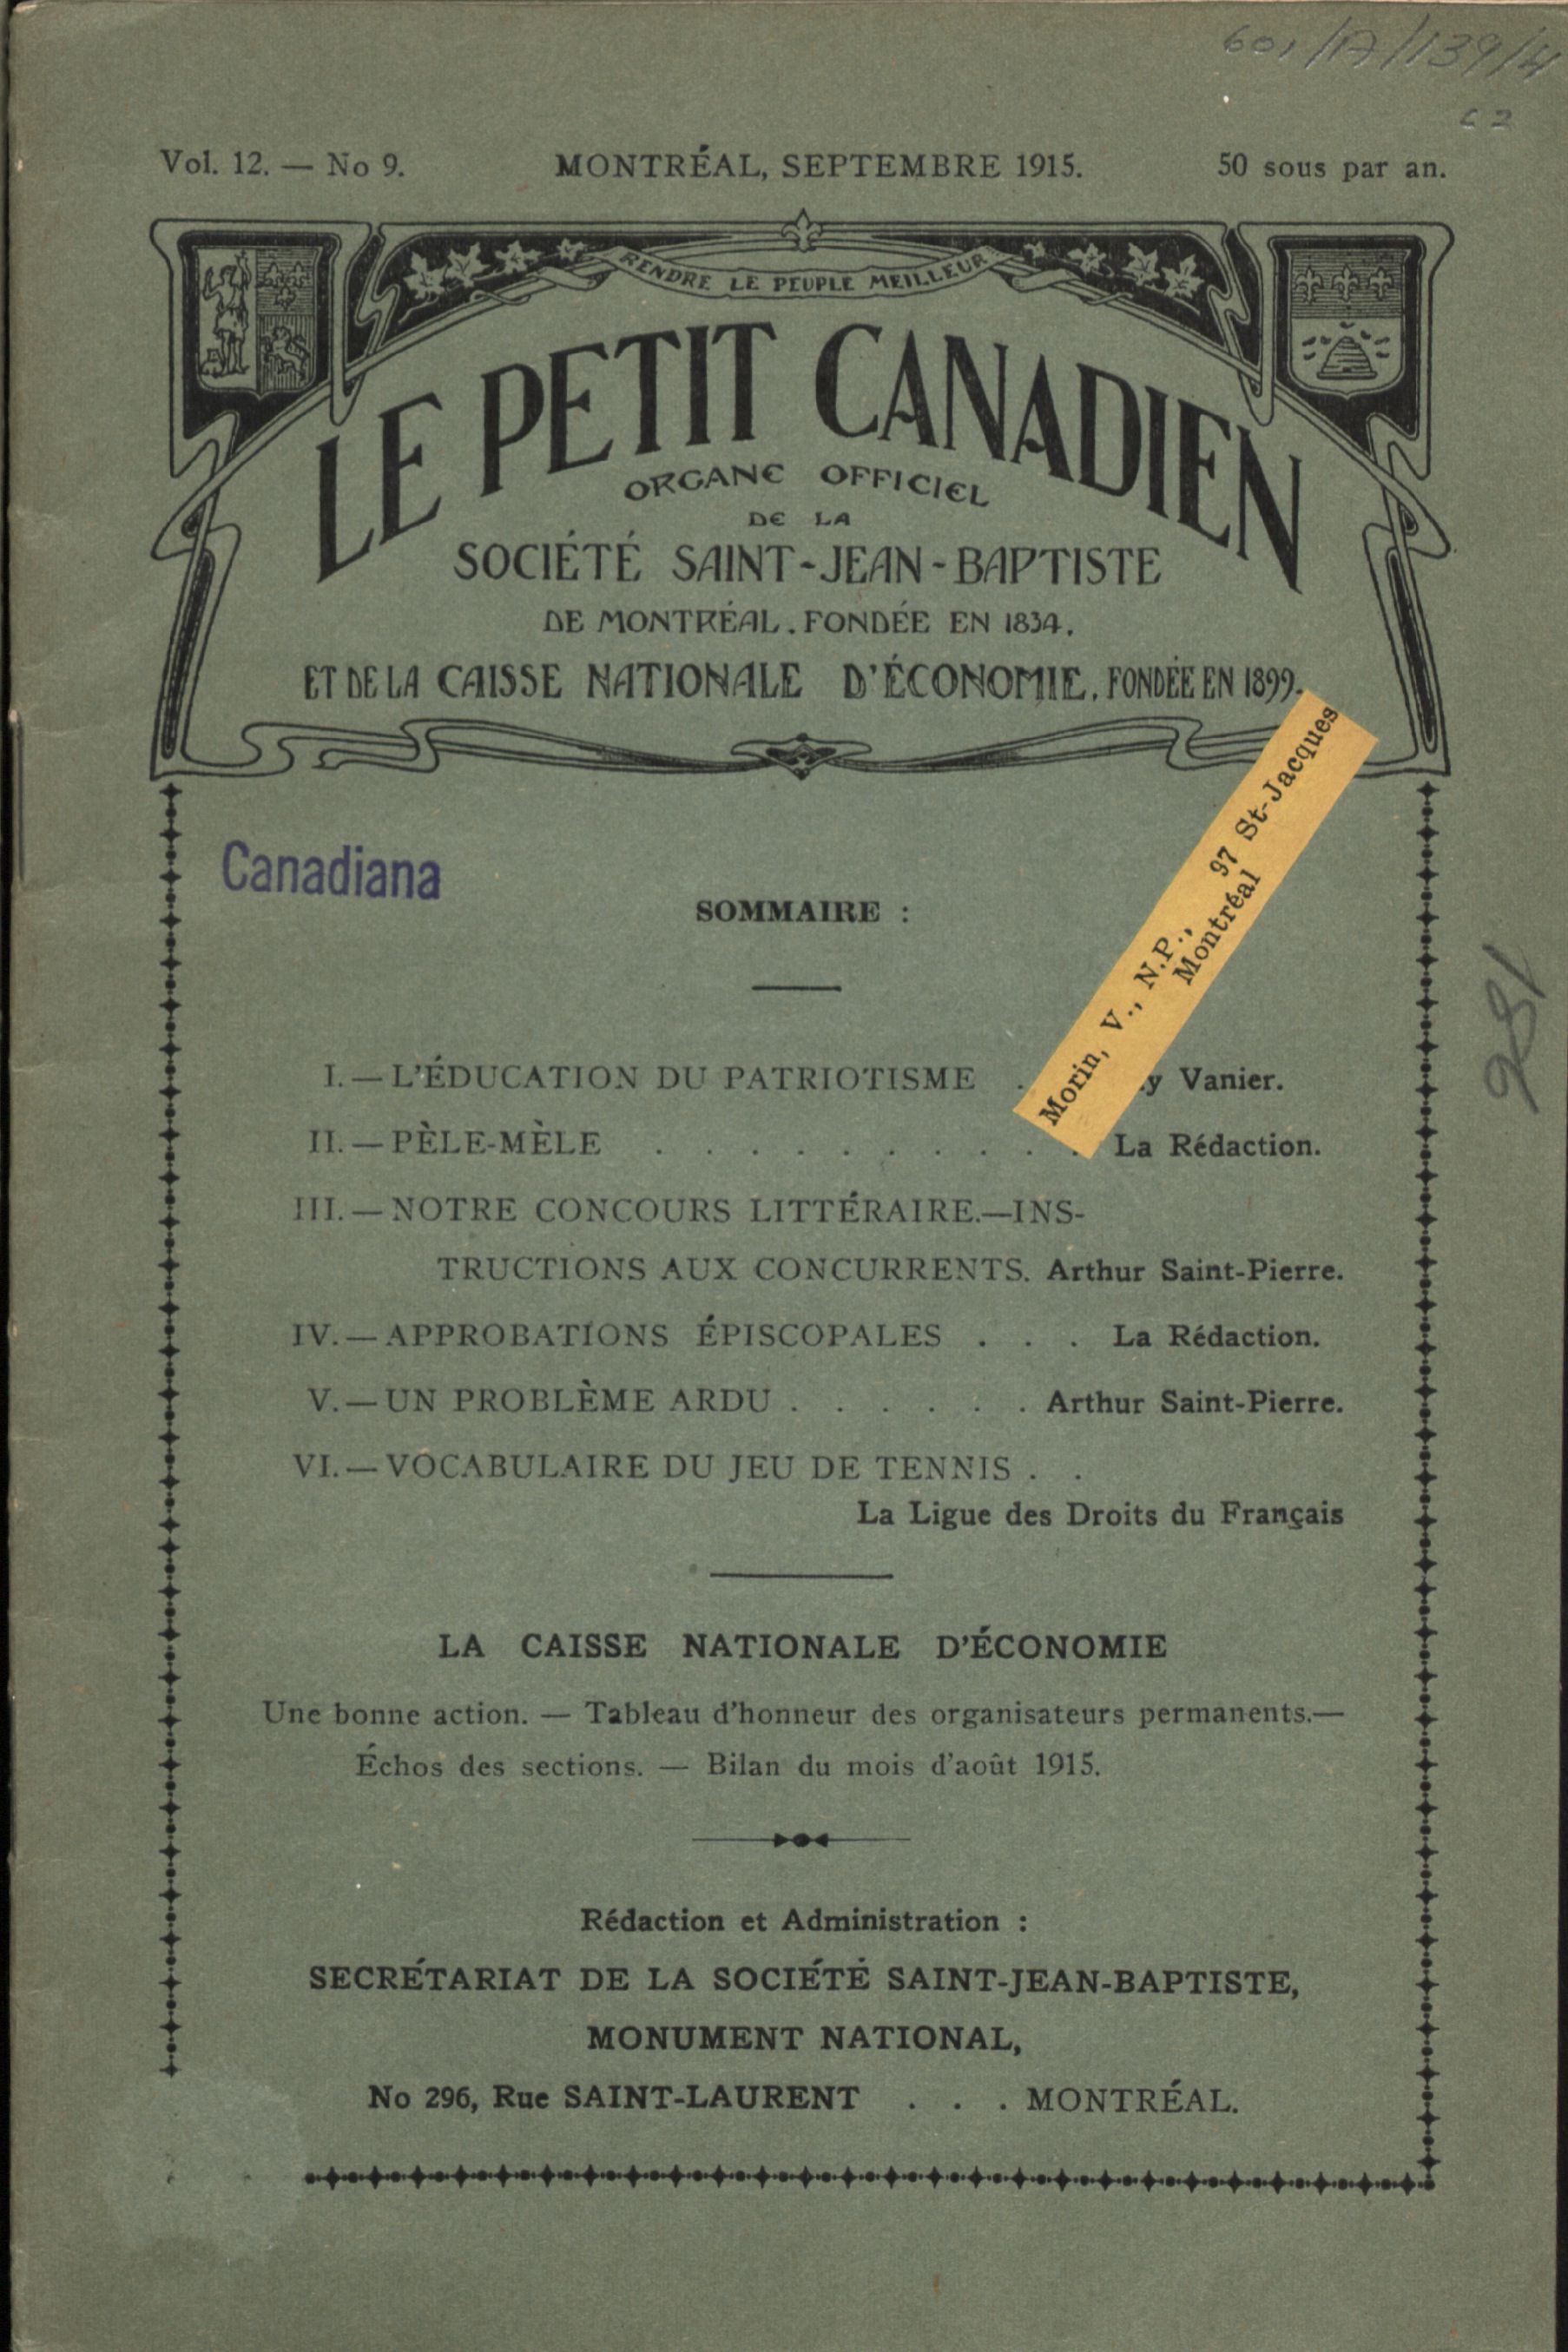 601/A/139/4
c2
Vol. 12. — No 9. MONTRÉAL, SEPTEMBRE 1915. 50 sous par an.
RENDRE LE PEUPLE MEILLEUR
LE PETIT CANADIEN
ORGANE OFFICIEL
DE LA
SOCIÉTÉ SAINT-JEAN-BAPTISTE
DE MONTRÉAL. FONDÉE EN 1834.
ET DE LA CAISSE NATIONALE D'ÉCONOMIE, FONDÉE EN 1899.
Morin, V., N.P., 97 St-Jacques
Montréal
Canadiana
SOMMAIRE :
I. — L'ÉDUCATION DU PATRIOTISME . Vanier.
II. — PÈLE-MÈLE . . . . . . . . . . La Rédaction.
III. — NOTRE CONCOURS LITTÉRAIRE.—INS-
TRUCTIONS AUX CONCURRENTS. Arthur Saint-Pierre.
IV. — APPROBATIONS ÉPISCOPALES . . . La Rédaction.
V. — UN PROBLÈME ARDU . . . . . . Arthur Saint-Pierre.
VI. — VOCABULAIRE DU JEU DE TENNIS . .
La Ligue des Droits du Français
LA CAISSE NATIONALE D'ÉCONOMIE
Une bonne action. — Tableau d'honneur des organisateurs permanents.—
Échos des sections. — Bilan du mois d'août 1915.
Rédaction et Administration :
SECRÉTARIAT DE LA SOCIÉTÉ SAINT-JEAN-BAPTISTE,
MONUMENT NATIONAL,
No 296, Rue SAINT-LAURENT . . . MONTRÉAL.